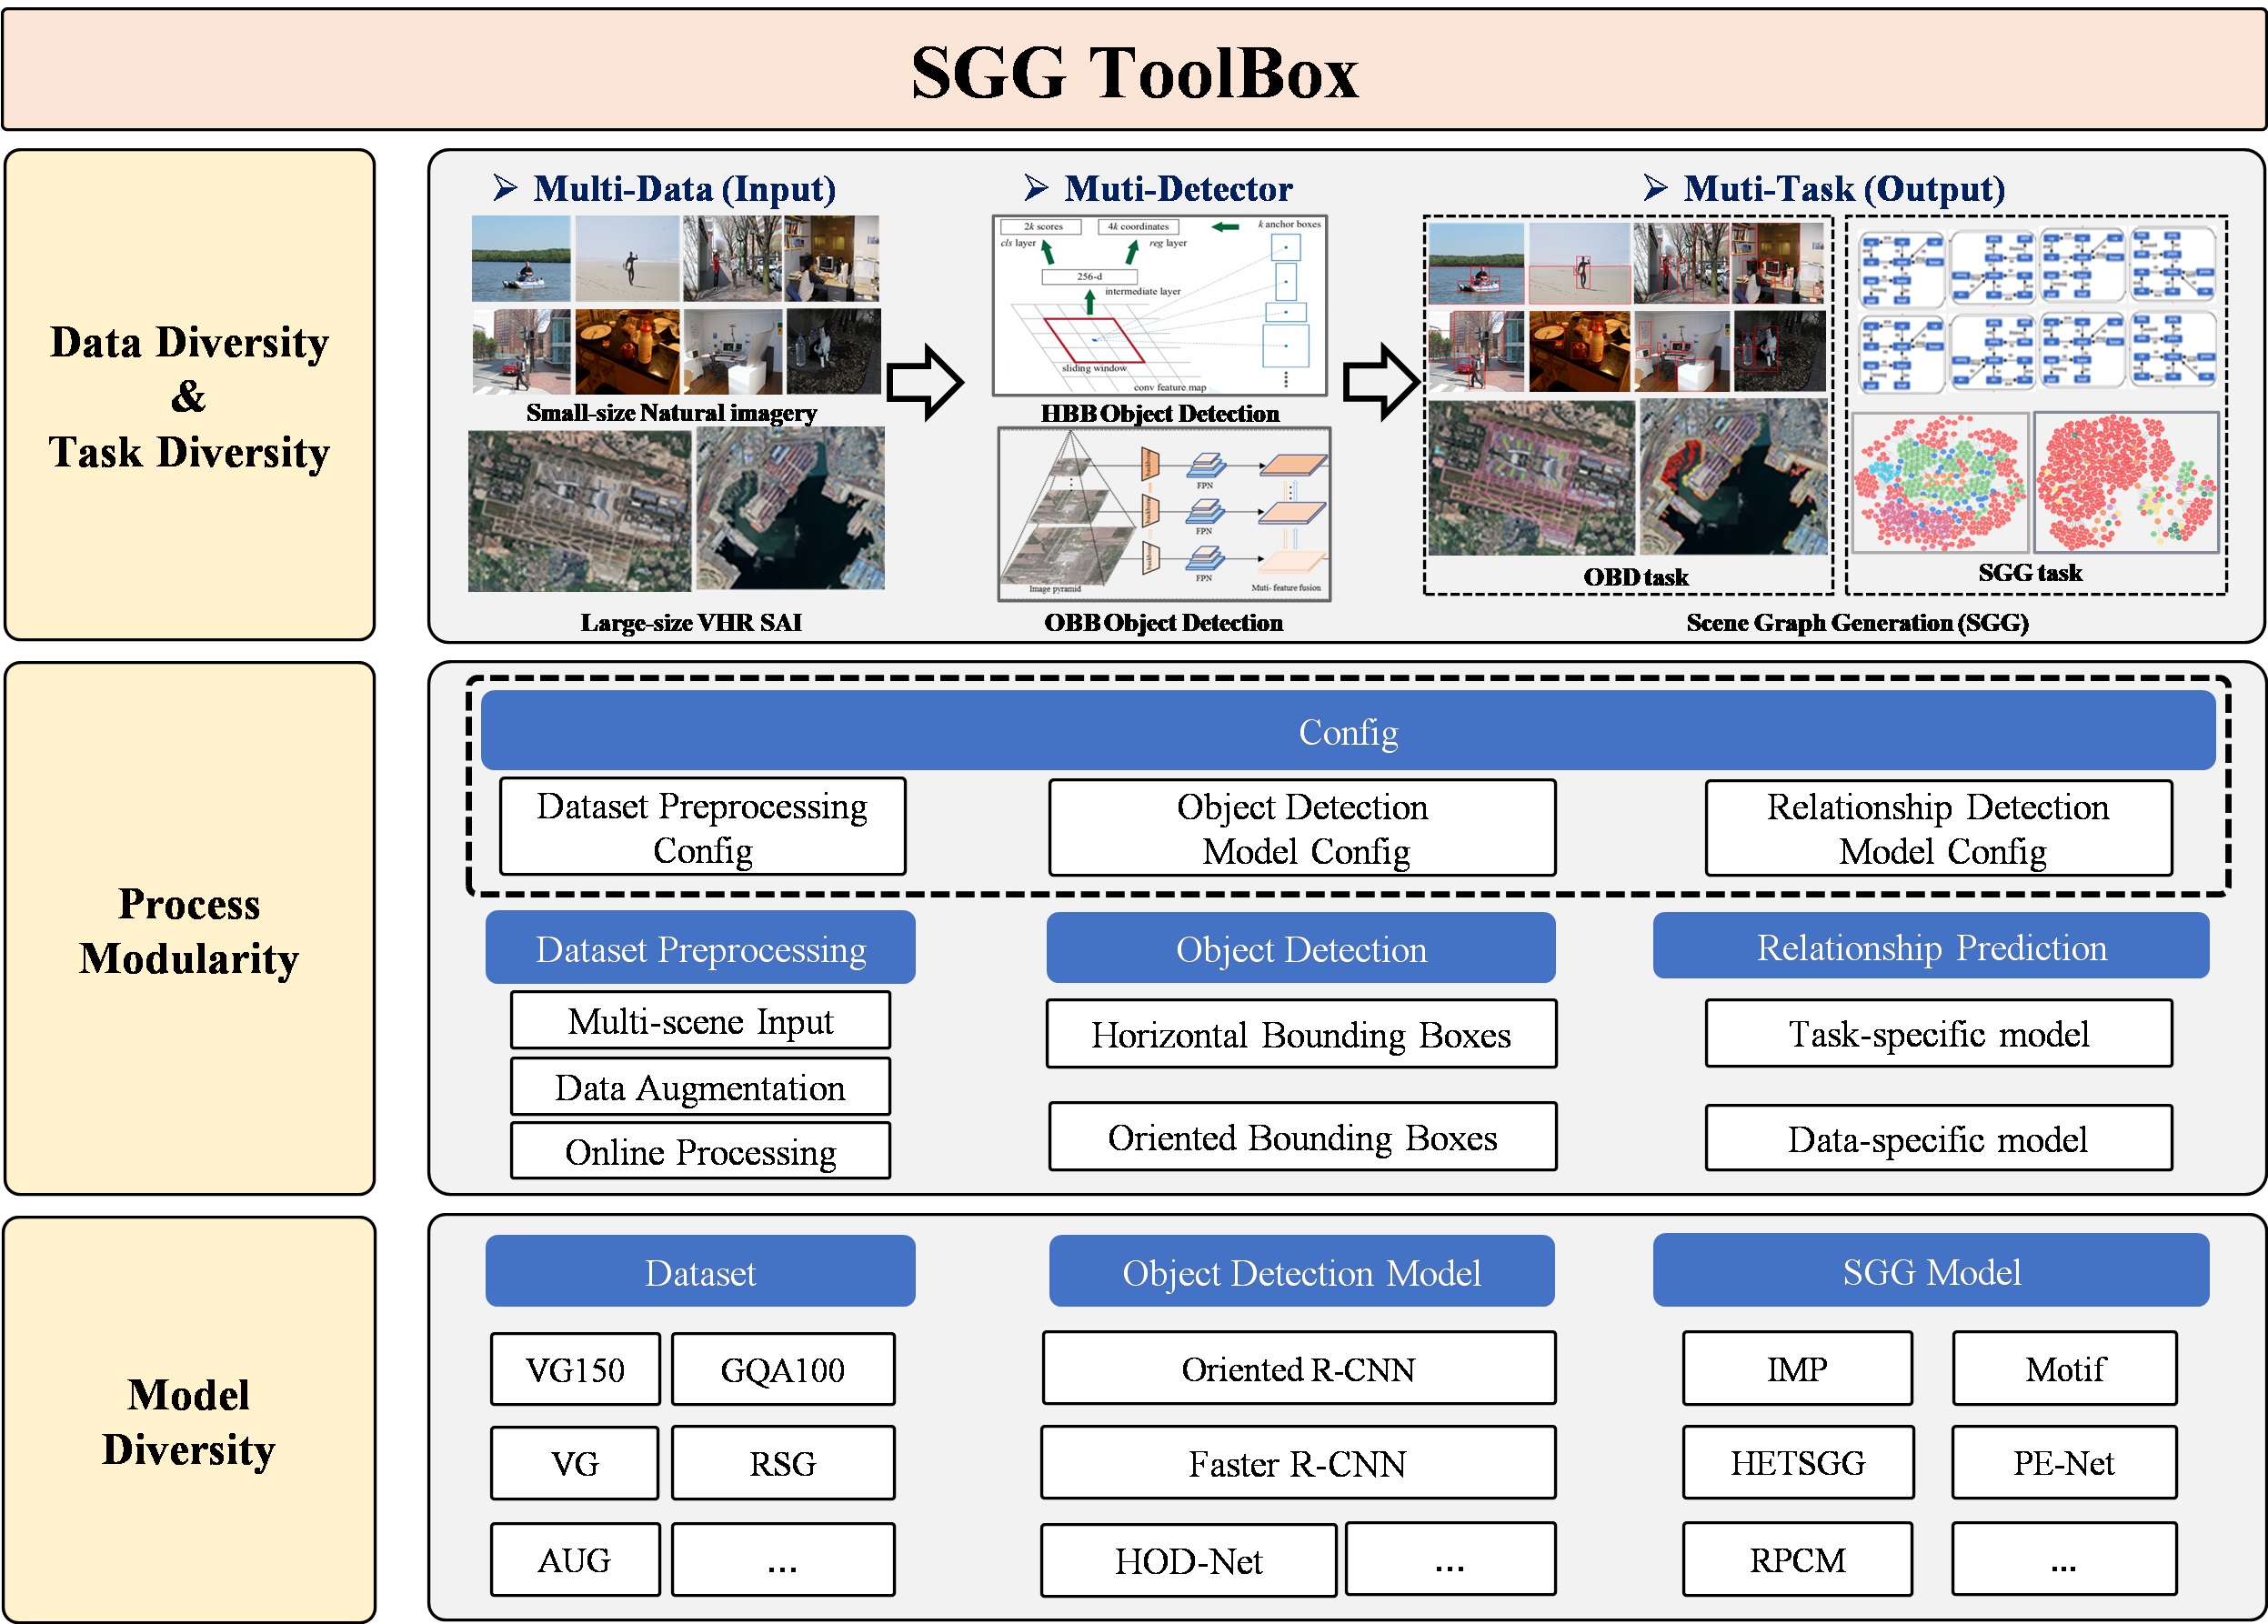 SGG ToolBox
Data Diversity
&
Task Diversity
➢ Multi-Data (Input)
➢ Muti-Detector
➢ Muti-Task (Output)
2k scores
4k coordinates
k anchor boxes
cls layer
reg layer
256-d
intermediate layer
sliding window
conv feature map
Small-size Natural imagery
HBB Object Detection
backbone
FPN
backbone
FPN
backbone
FPN
Image pyramid
Muti- feature fusion
Large-size VHR SAI
OBB Object Detection
OBD task
SGG task
Scene Graph Generation (SGG)
Process
Modularity
Config
Dataset Preprocessing
Config
Object Detection
Model Config
Relationship Detection
Model Config
Dataset Preprocessing
Object Detection
Relationship Prediction
Multi-scene Input
Data Augmentation
Online Processing
Horizontal Bounding Boxes
Oriented Bounding Boxes
Task-specific model
Data-specific model
Model
Diversity
Dataset
Object Detection Model
SGG Model
VG150
GQA100
Oriented R-CNN
IMP
Motif
VG
RSG
Faster R-CNN
HETSGG
PE-Net
AUG
...
HOD-Net
...
RPCM
...